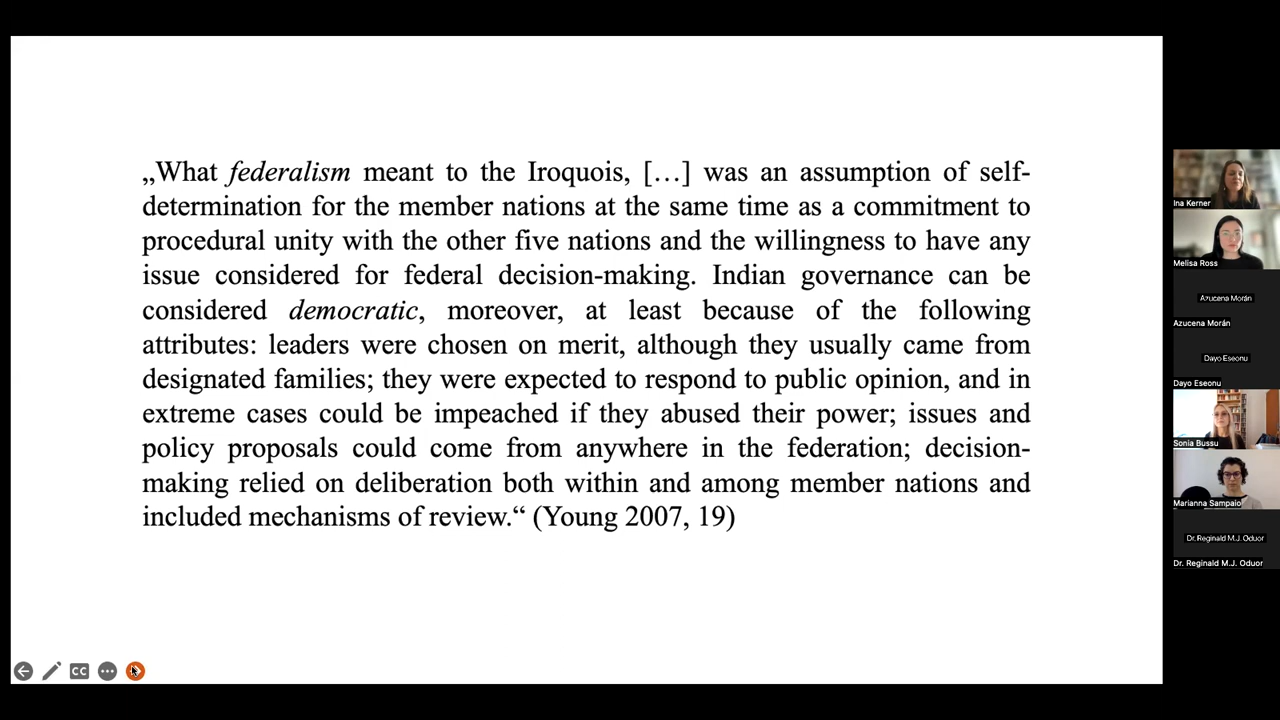 „What federalism meant to the Iroquois, […] was an assumption of self-
determination for the member nations at the same time as a commitment to
procedural unity with the other five nations and the willingness to have any
issue considered for federal decision-making. Indian governance can be
considered democratic, moreover, at least because of the following
attributes: leaders were chosen on merit, although they usually came from
designated families; they were expected to respond to public opinion, and in
extreme cases could be impeached if they abused their power; issues and
policy proposals could come from anywhere in the federation; decision-
making relied on deliberation both within and among member nations and
included mechanisms of review.“ (Young 2007, 19)
CC
Ina Kerner
Melisa Ross
Azucena Morán
Azucena Morán
Dayo Eseonu
Dayo Eseonu
Sonia Bussu
Marianna Sampaio
Dr. Reginald M.J. Oduor
Dr. Reginald M.J. Oduor